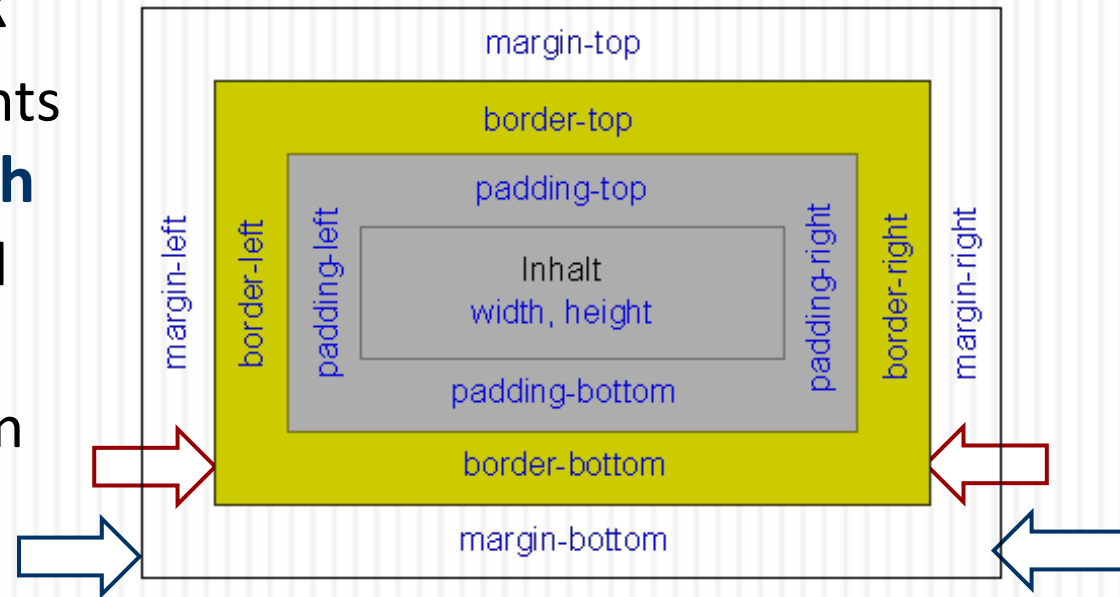 margin-top
border-top
padding-top
margin-left
border-left
padding-left
Inhalt
width, height
padding-right
border-right
margin-right
padding-bottom
border-bottom
margin-bottom